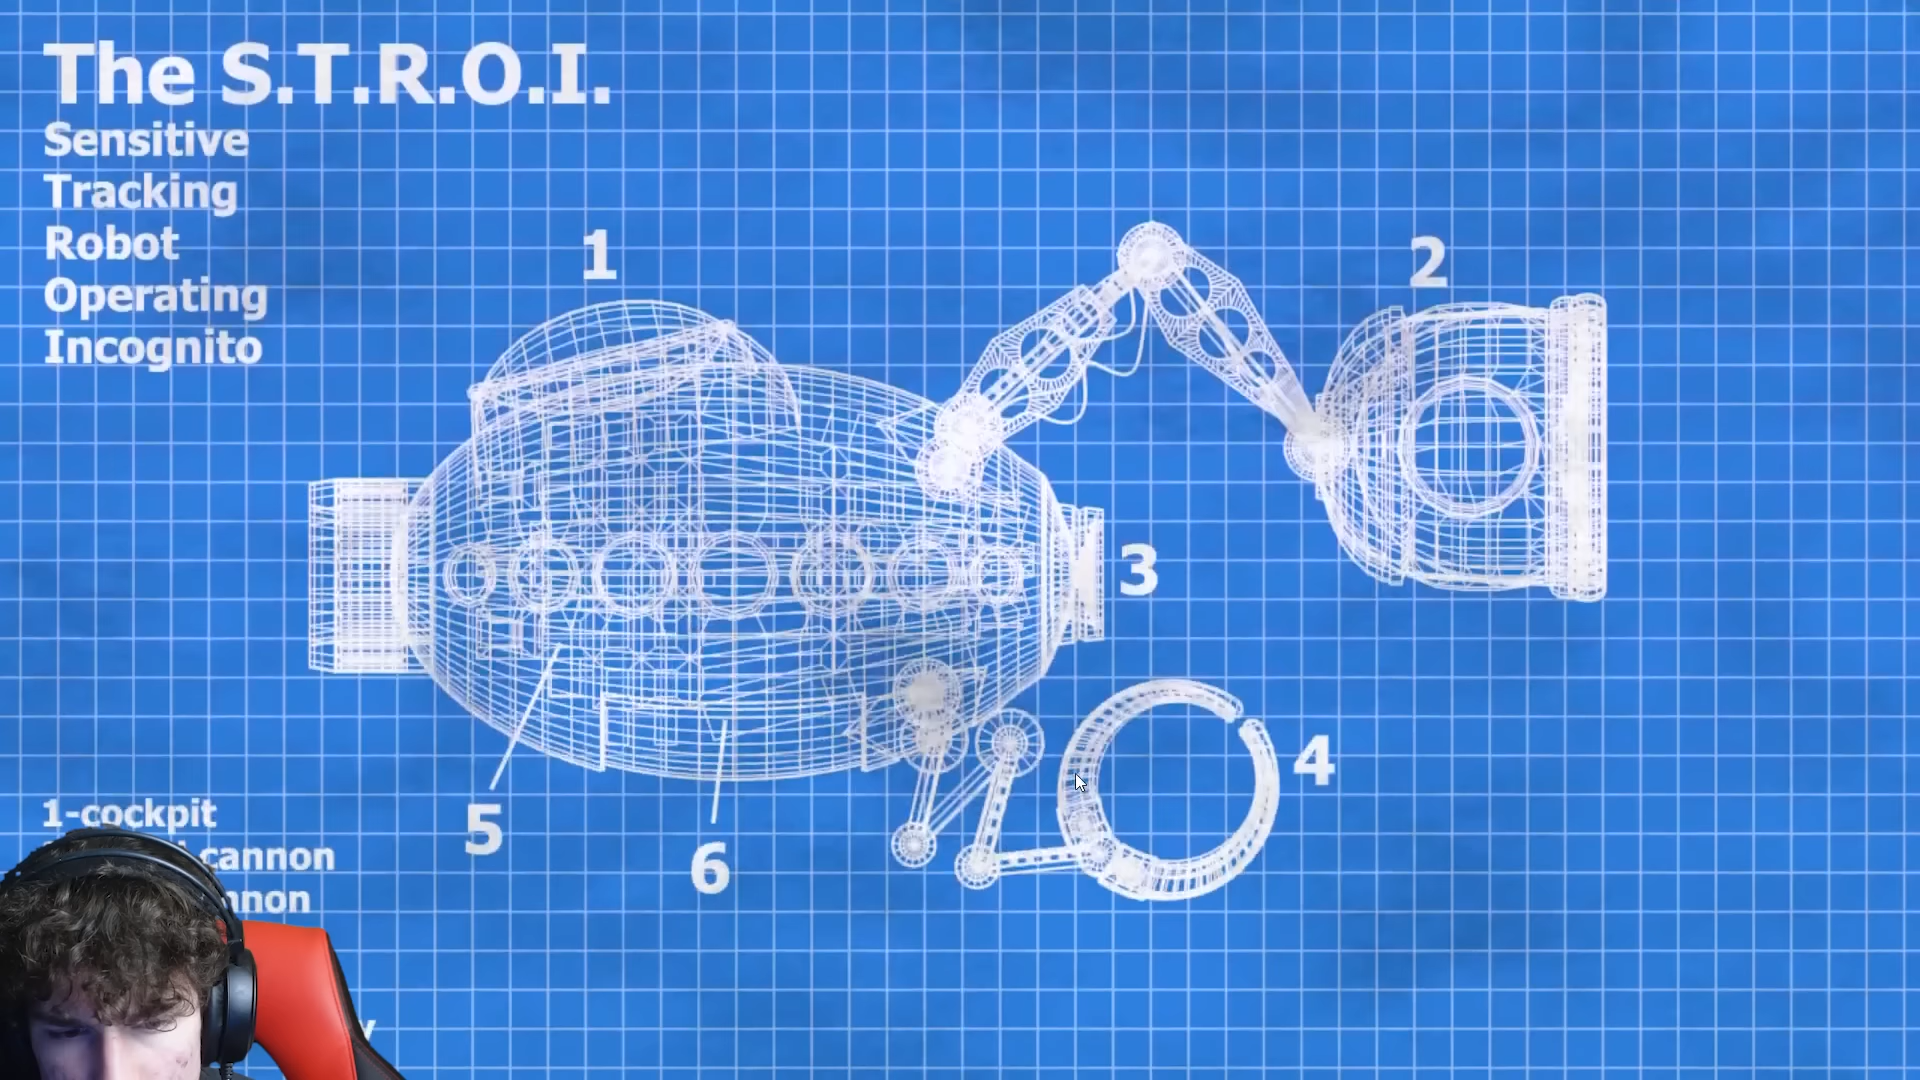 The S.T.R.O.I.
Sensitive
Tracking
Robot
Operating
Incognito
1
2
3
4
5
6
1-cockpit
cannon